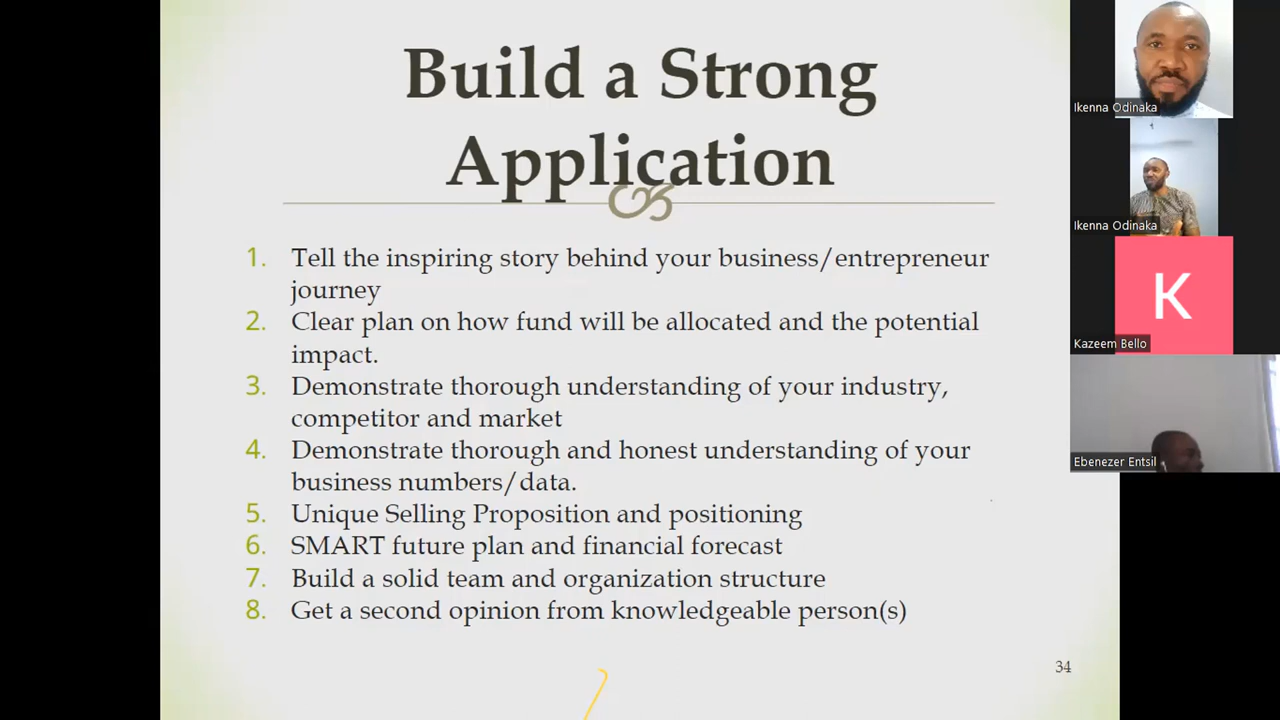 Build a Strong
Application
1. Tell the inspiring story behind your business/entrepreneur
journey
2. Clear plan on how fund will be allocated and the potential
impact.
3. Demonstrate thorough understanding of your industry,
competitor and market
4. Demonstrate thorough and honest understanding of your
business numbers/data.
5. Unique Selling Proposition and positioning
6. SMART future plan and financial forecast
7. Build a solid team and organization structure
8. Get a second opinion from knowledgeable person(s)
34
Ikenna Odinaka
Ikenna Odinaka
K
Kazeem Bello
Ebenezer Entsil